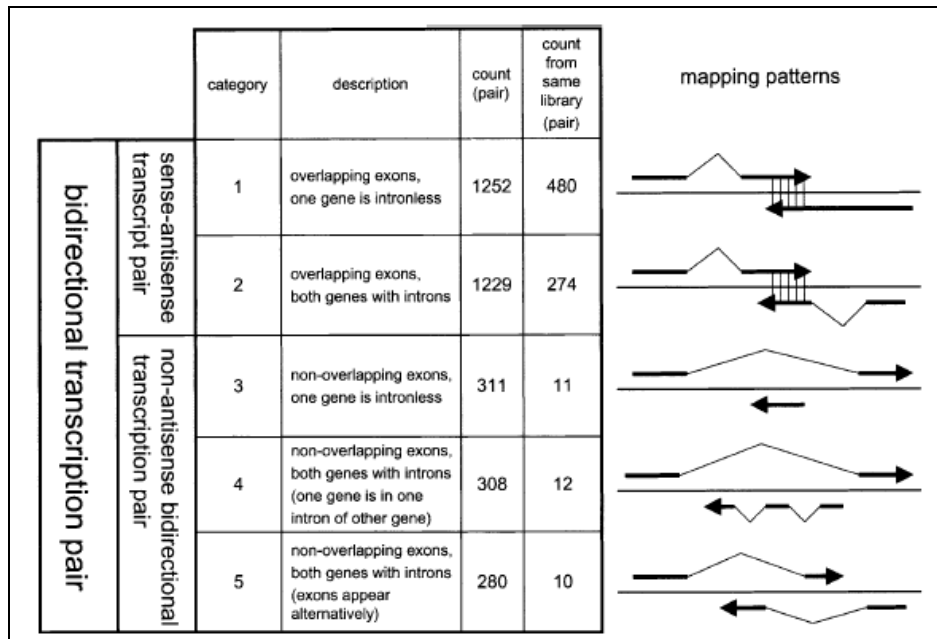 category
description
count
(pair)
count
from
same
library
(pair)
mapping patterns
bidirectional transcription pair
sense-antisense
transcript pair
1
overlapping exons,
one gene is intronless
1252
480
2
overlapping exons,
both genes with introns
1229
274
non-antisense bidirectional
transcription pair
3
non-overlapping exons,
one gene is intronless
311
11
4
non-overlapping exons,
both genes with introns
(one gene is in one
intron of other gene)
308
12
5
non-overlapping exons,
both genes with introns
(exons appear
alternatively)
280
10